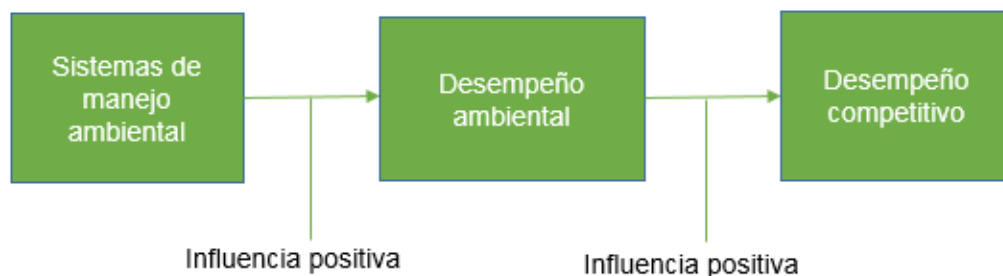 Sistemas de
manejo
ambiental
Desempeño
ambiental
Desempeño
competitivo
Influencia positiva
Influencia positiva